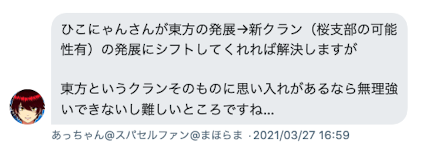 ひこにゃんさんが東方の発展→新クラン（桜支部の可能
性有）の発展にシフトしてくれれば解決しますが
東方というクランそのものに思い入れがあるなら無理強
いできないし難しいところですね...
あっちゃん@スパセルファン@まほらま ·2021/03/27 16:59